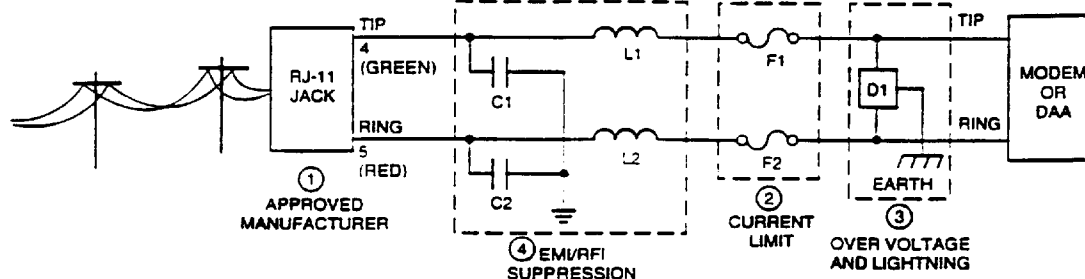 TIP
4
(GREEN)
RJ-11
JACK
RING
5
(RED)
1
APPROVED
MANUFACTURER
C1
C2
L1
L2
4 EMI/RFI
SUPPRESSION
F1
F2
2
CURRENT
LIMIT
TIP
D1
RING
EARTH
3
OVER VOLTAGE
AND LIGHTNING
MODEM
OR
DAA